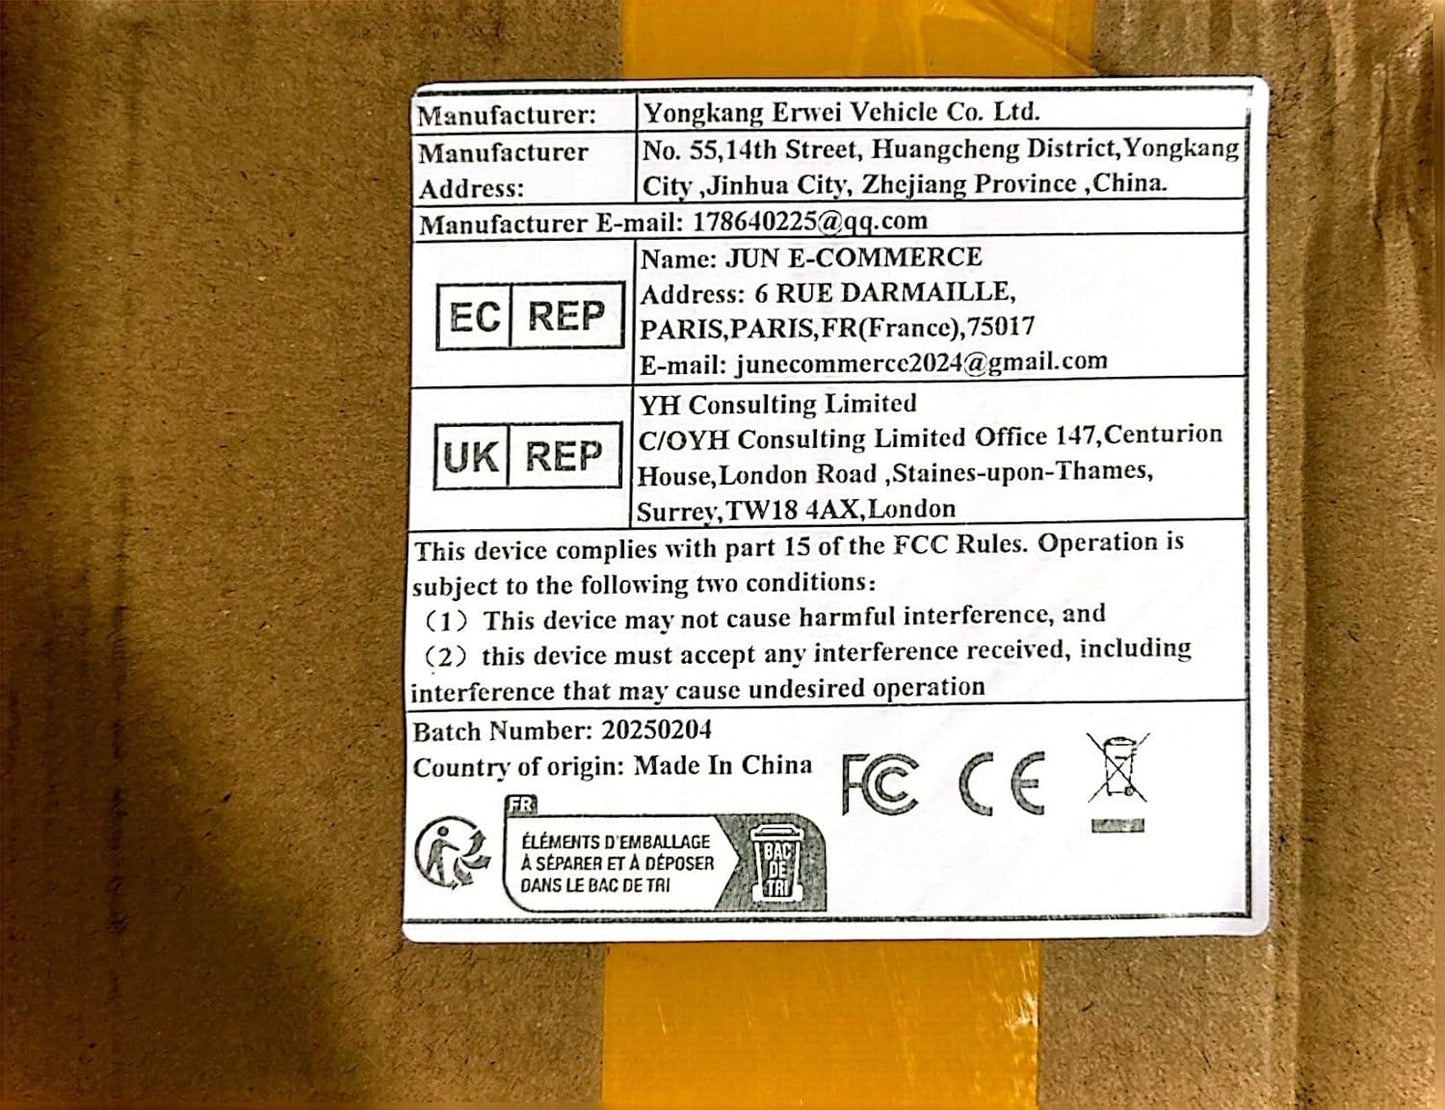 Manufacturer: Yongkang Erwei Vehicle Co. Ltd.
Manufacturer Address: No. 55,14th Street, Huangcheng District,Yongkang
City ,Jinhua City, Zhejiang Province ,China.
Manufacturer E-mail: 178640225@qq.com
EC REP
Name: JUN E-COMMERCE
Address: 6 RUE DARMAILLE,
PARIS,PARIS,FR(France),75017
E-mail: junecommerce2024@gmail.com
UK REP
YH Consulting Limited
C/OYH Consulting Limited Office 147,Centurion
House,London Road ,Staines-upon-Thames,
Surrey,TW18 4AX,London
This device complies with part 15 of the FCC Rules. Operation is
subject to the following two conditions:
（1）This device may not cause harmful interference, and
（2）this device must accept any interference received, including
interference that may cause undesired operation
Batch Number: 20250204
Country of origin: Made In China
FC CE
FR
ÉLÉMENTS D'EMBALLAGE
À SÉPARER ET À DÉPOSER
DANS LE BAC DE TRI
BAC
DE
TRI